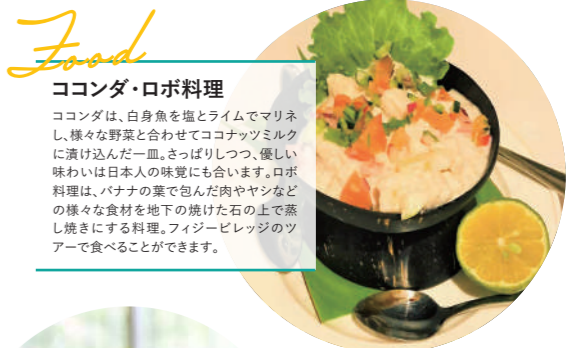 Food
ココンダ・ロボ料理
ココンダは、白身魚を塩とライムでマリネ
し、様々な野菜と合わせてココナッツミルク
に漬け込んだ一皿。さっぱりしつつ、優しい
味わいは日本人の味覚にも合います。ロボ
料理は、バナナの葉で包んだ肉やヤシなど
の様々な食材を地下の焼けた石の上で蒸
し焼きにする料理。フィジービレッジのツ
アーで食べることができます。